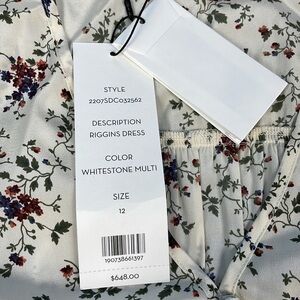 STYLE
2207SDC032562
DESCRIPTION
RIGGINS DRESS
COLOR
WHITESTONE MULTI
SIZE
12
190738661397
$648.00